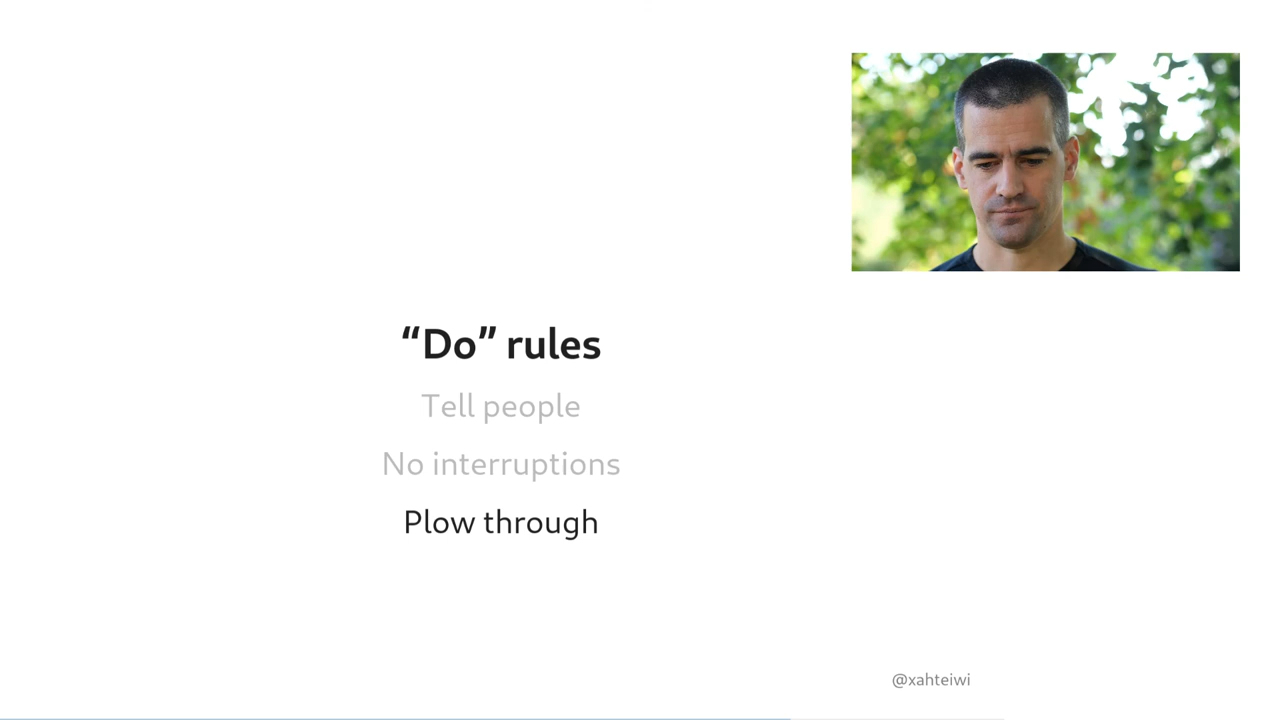 “Do” rules
Tell people
No interruptions
Plow through
@xahteiwi